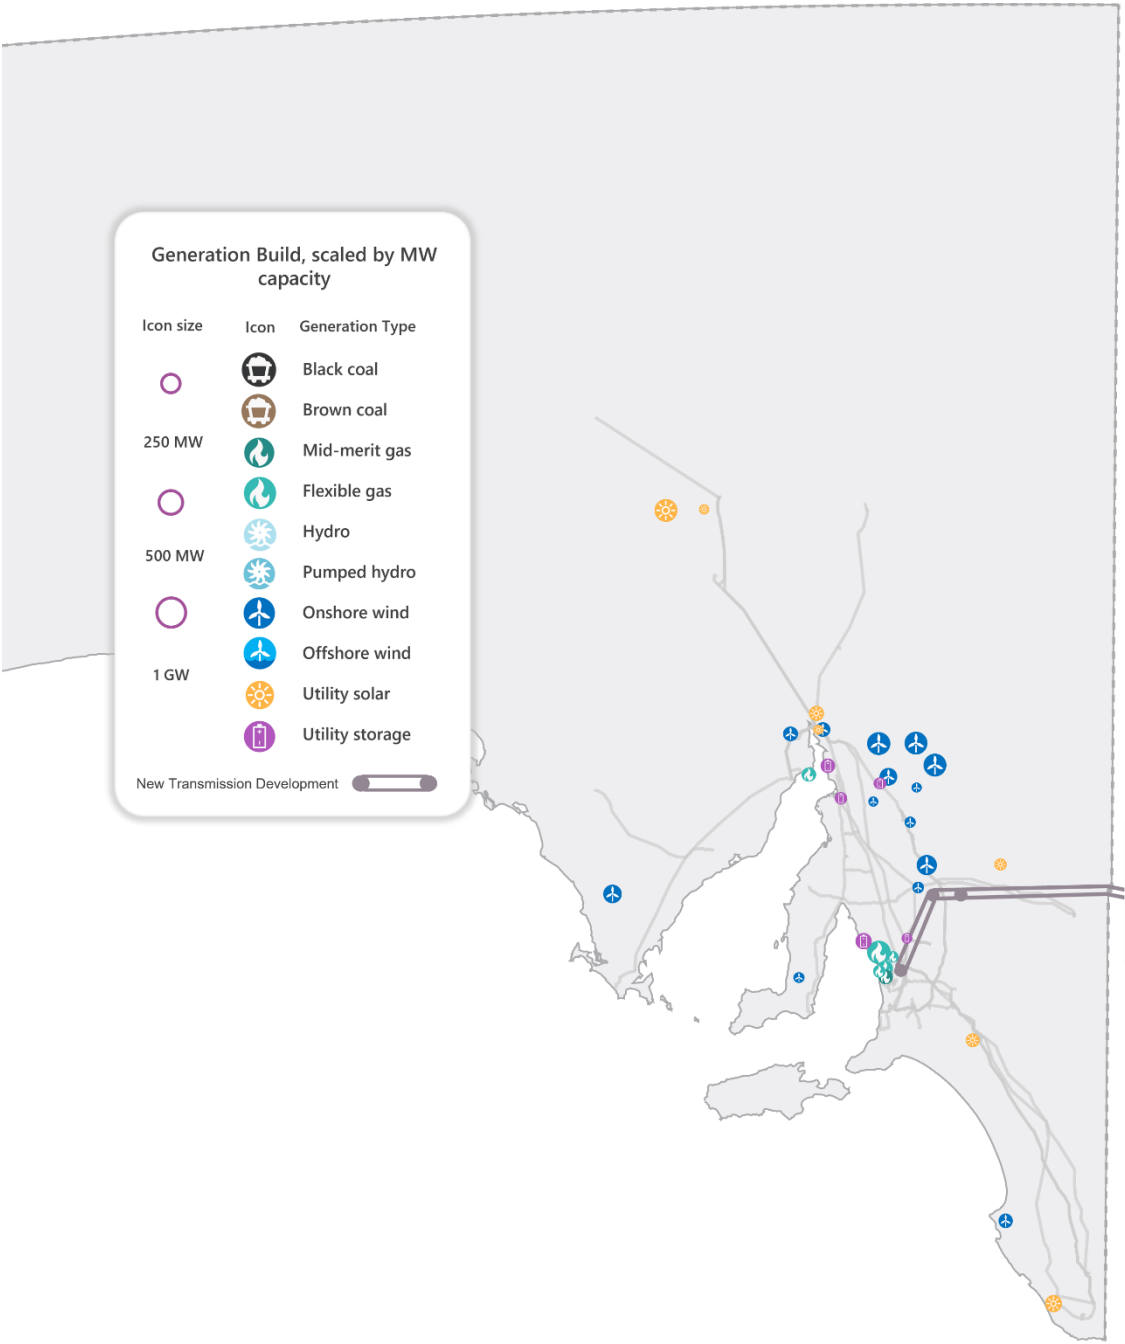 Generation Build, scaled by MW
capacity
Icon size Icon Generation Type
Black coal
Brown coal
250 MW
Mid-merit gas
Flexible gas
Hydro
500 MW
Pumped hydro
Onshore wind
Offshore wind
1 GW
Utility solar
Utility storage
New Transmission Development